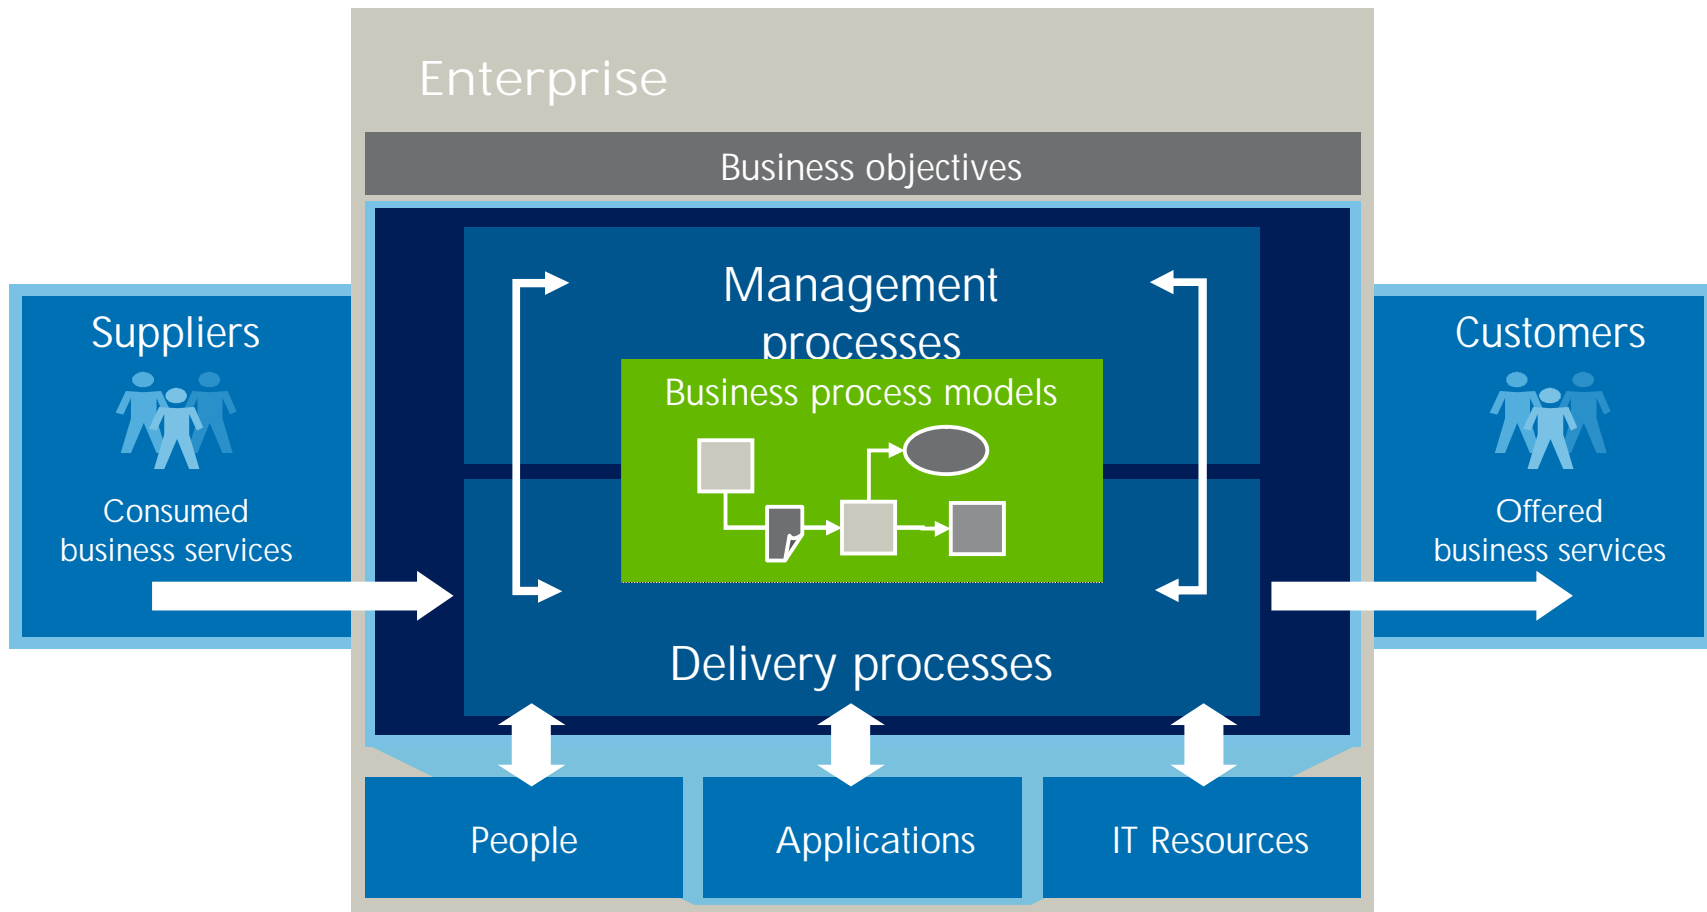 Enterprise
Business objectives
Management
processes
Suppliers
Consumed
business services
Business process models
Delivery processes
Customers
Offered
business services
People
Applications
IT Resources